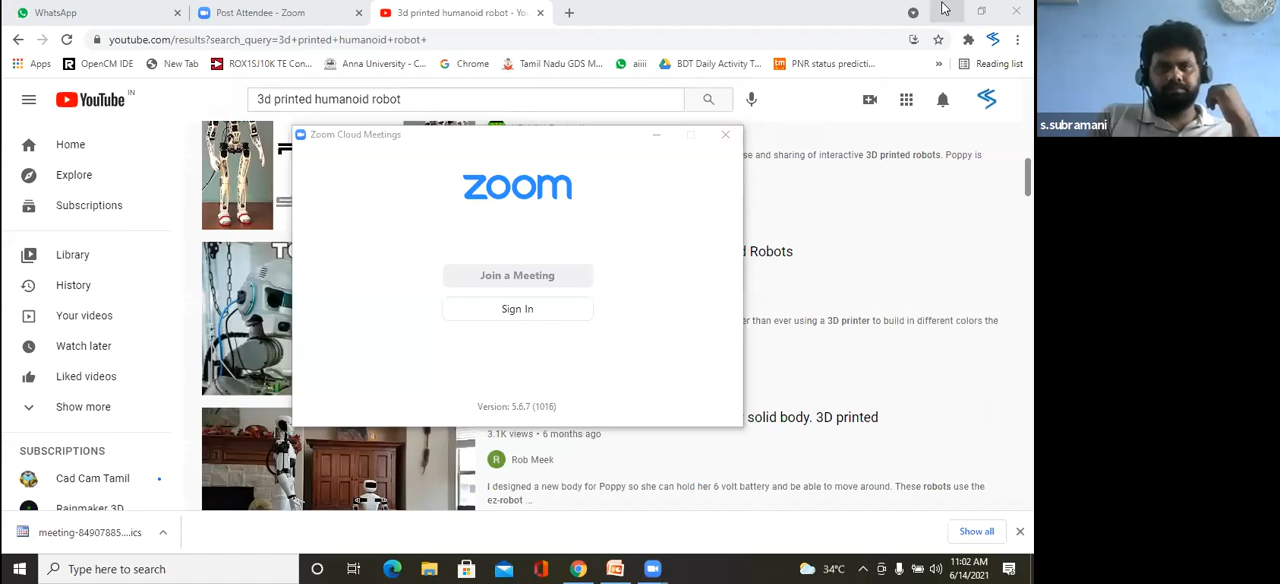 WhatsApp
Post Attendee - Zoom
3d printed humanoid robot - You
youtube.com/results?search_query=3d+printed+humanoid+robot+
Apps
OpenCM IDE
New Tab
ROX1SJ10K TE Con...
Anna University - C...
Chrome
Tamil Nadu GDS M...
aiiii
BDT Daily Activity T...
PNR status predicti...
»
Reading list
YouTube IN
3d printed humanoid robot
s.subramani
Home
Explore
Subscriptions
Library
History
Your videos
Watch later
Liked videos
Show more
SUBSCRIPTIONS
Cad Cam Tamil
Rainmaker 3D
Zoom Cloud Meetings
zoom
Join a Meeting
Sign In
Version: 5.6.7 (1016)
se and sharing of interactive 3D printed robots. Poppy is
d Robots
er than ever using a 3D printer to build in different colors the
solid body. 3D printed
3.1K views • 6 months ago
R
Rob Meek
I designed a new body for Poppy so she can hold her 6 volt battery and be able to move around. These robots use the
ez-robot ...
meeting-84907885....ics
Show all
Type here to search
34°C
11:02 AM
6/14/2021